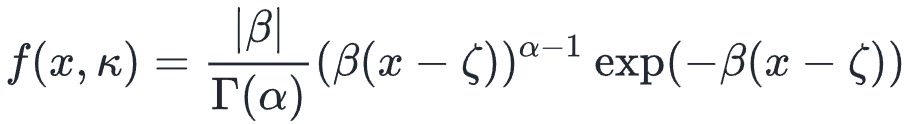 f(x, κ) = |β|/Γ(α) (β(x − ζ))^{α−1} exp(−β(x − ζ))